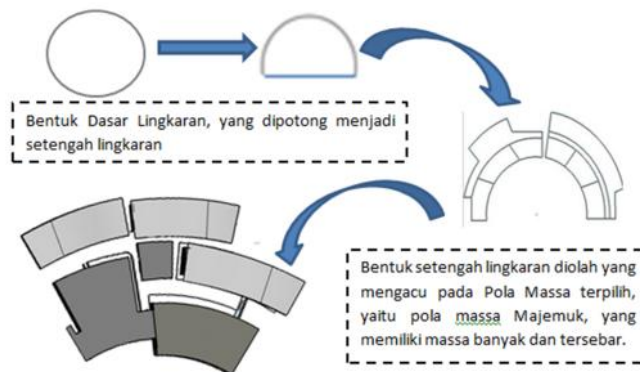 Bentuk Dasar Lingkaran, yang dipotong menjadi
setengah lingkaran
Bentuk setengah lingkaran diolah yang
mengacu pada Pola Massa terpilih,
yaitu pola massa Majemuk, yang
memiliki massa banyak dan tersebar.